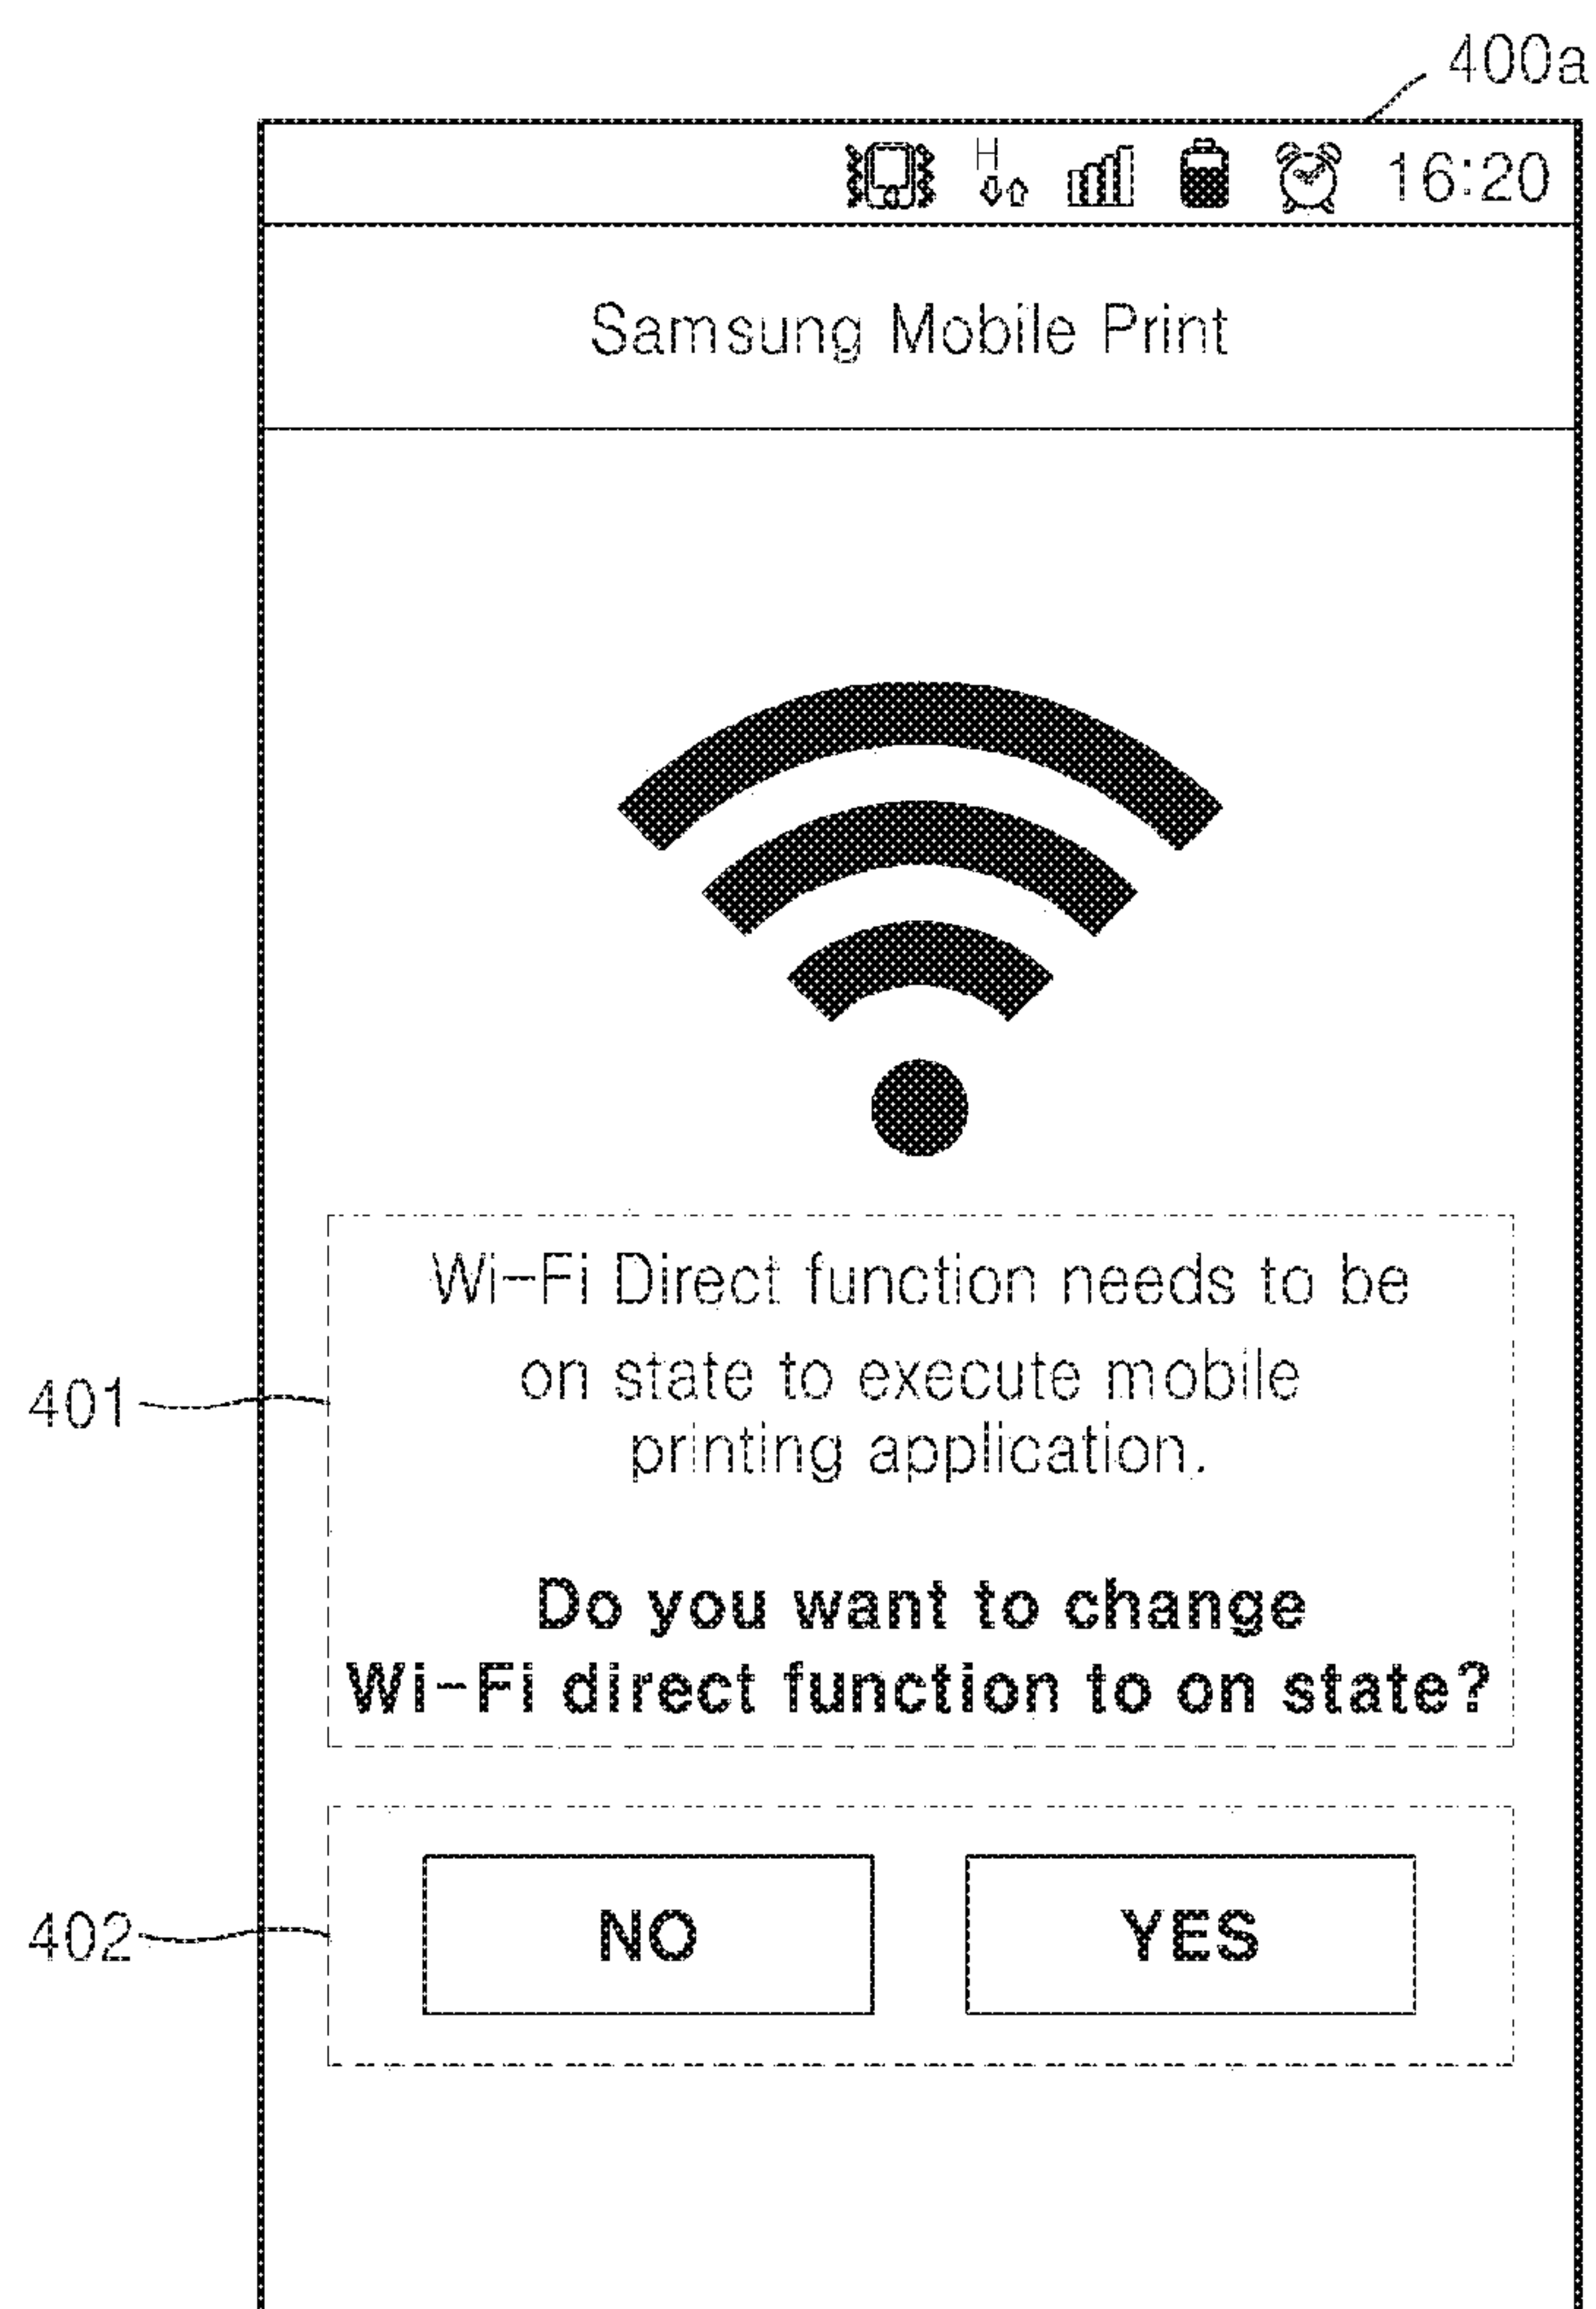 400a
H
16:20
Samsung Mobile Print
Wi-Fi Direct function needs to be
on state to execute mobile
printing application.
401
Do you want to change
Wi-Fi direct function to on state?
402
NO
YES